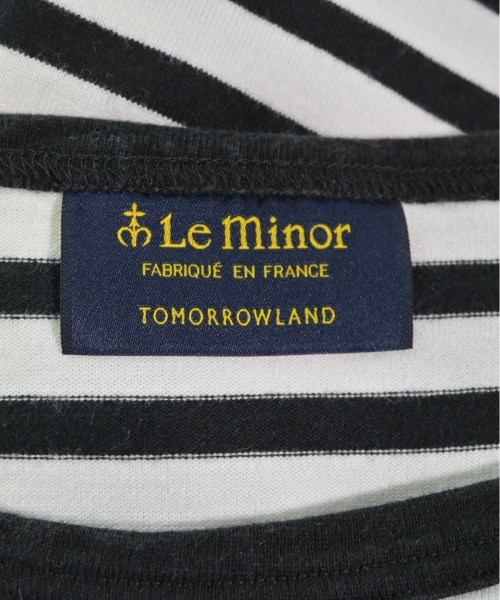 Le Minor
FABRIQUÉ EN FRANCE
TOMORROWLAND